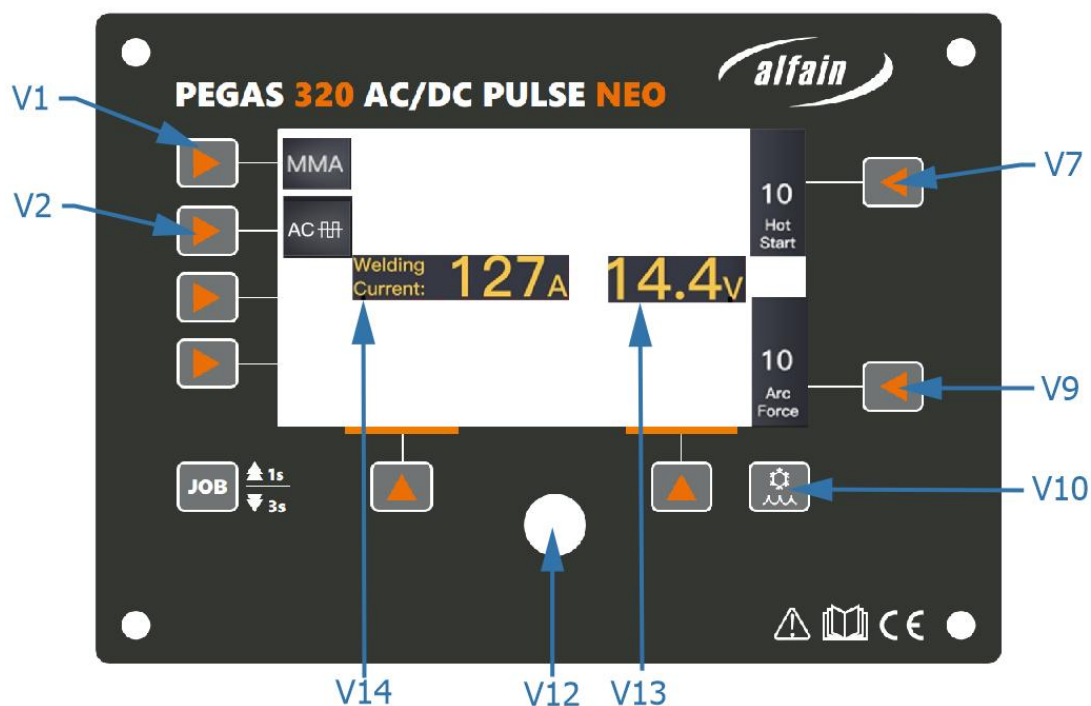 alfain
PEGAS 320 AC/DC PULSE NEO
V1
MMA
V7
10
Hot
Start
V2
AC
Welding
Current: 127A
14.4V
10
Arc
Force
V9
JOB 1s
3s
V10
CE
V14
V12
V13